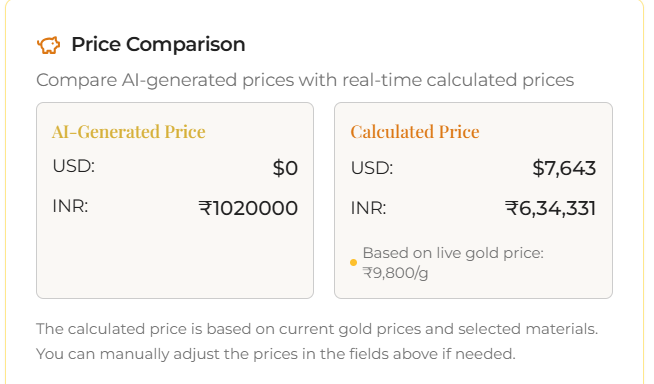 Price Comparison
Compare AI-generated prices with real-time calculated prices
AI-Generated Price
USD: $0
INR: ₹1020000
Calculated Price
USD: $7,643
INR: ₹6,34,331
Based on live gold price:
₹9,800/g
The calculated price is based on current gold prices and selected materials.
You can manually adjust the prices in the fields above if needed.